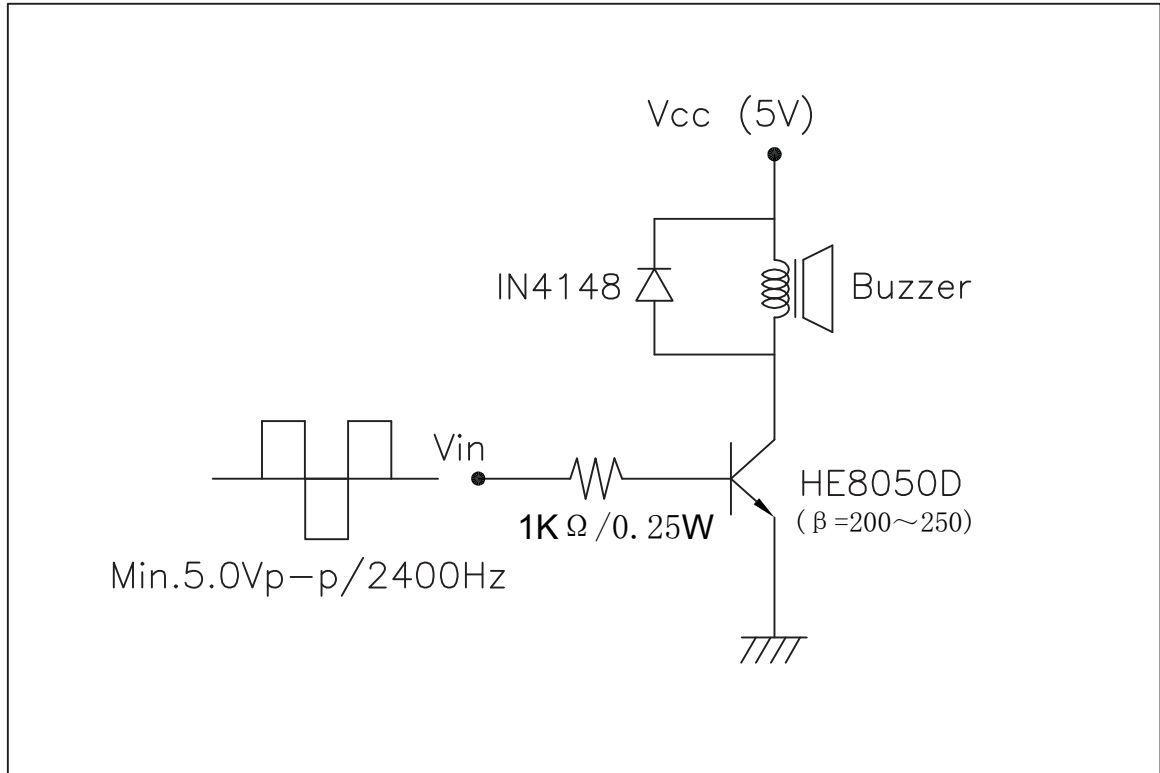 Vcc (5V)
IN4148
Buzzer
Vin
HE8050D
(β=200~250)
1KΩ/0.25W
Min.5.0Vp-p/2400Hz